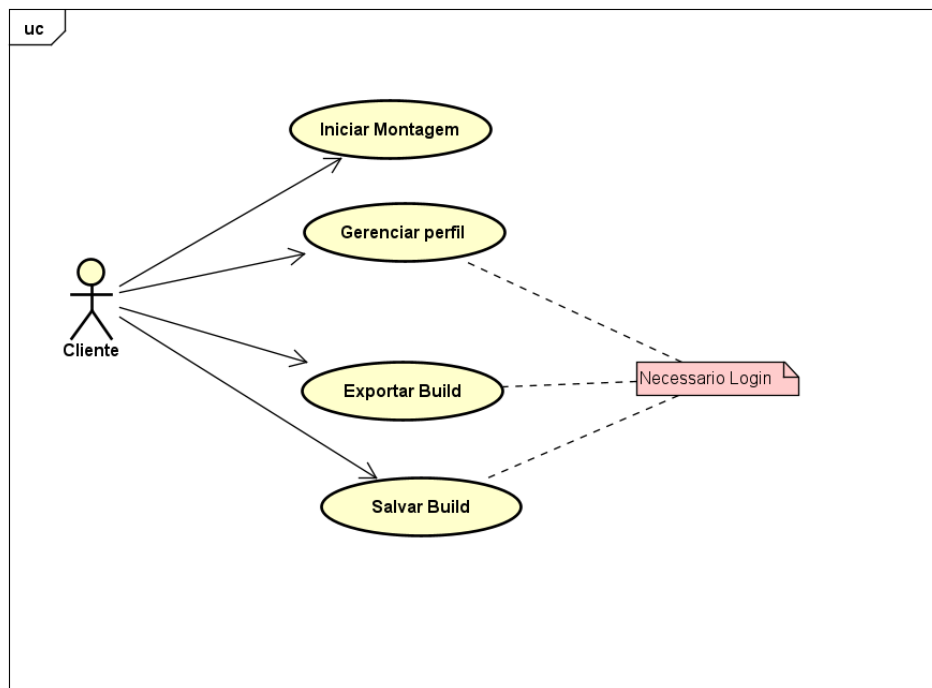 uc
Iniciar Montagem
Gerenciar perfil
Cliente
Necessario Login
Exportar Build
Salvar Build